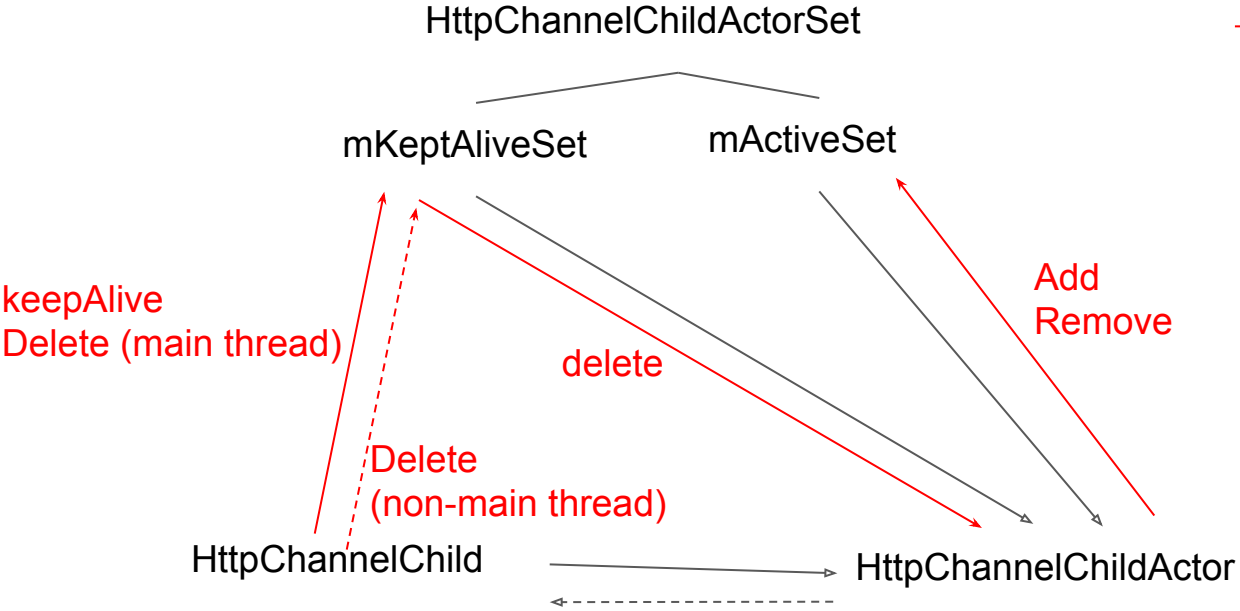 HttpChannelChildActorSet
mKeptAliveSet
mActiveSet
keepAlive
Delete (main thread)
delete
Add
Remove
Delete
(non-main thread)
HttpChannelChild
HttpChannelChildActor